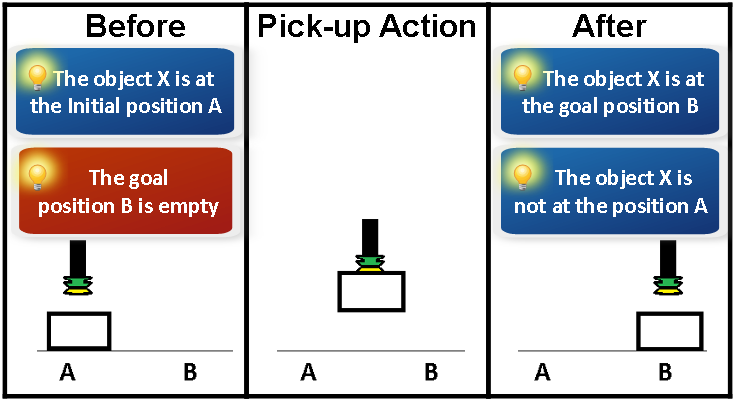 Before
Pick-up Action
After
The object X is at
the Initial position A
The object X is at
the goal position B
The goal
position B is empty
The object X is
not at the position A
A B
A B
A B